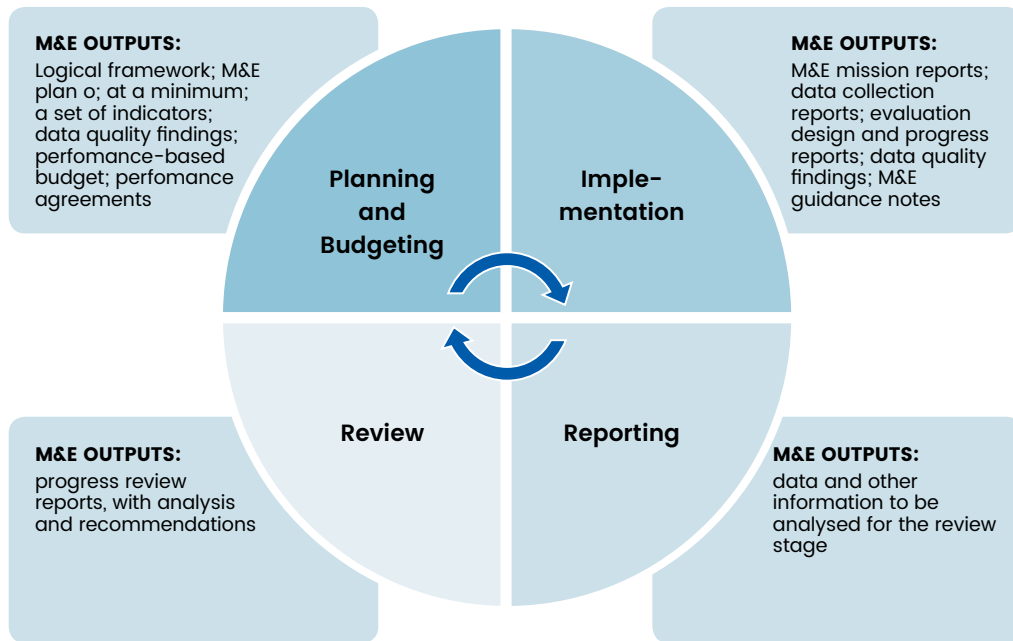 M&E OUTPUTS:
Logical framework; M&E
plan o; at a minimum;
a set of indicators;
data quality findings;
perfomance-based
budget; perfomance
agreements
Planning
and
Budgeting
Imple-
mentation
M&E OUTPUTS:
M&E mission reports;
data collection
reports; evaluation
design and progress
reports; data quality
findings; M&E
guidance notes
Review
Reporting
M&E OUTPUTS:
progress review
reports, with analysis
and recommendations
M&E OUTPUTS:
data and other
information to be
analysed for the review
stage